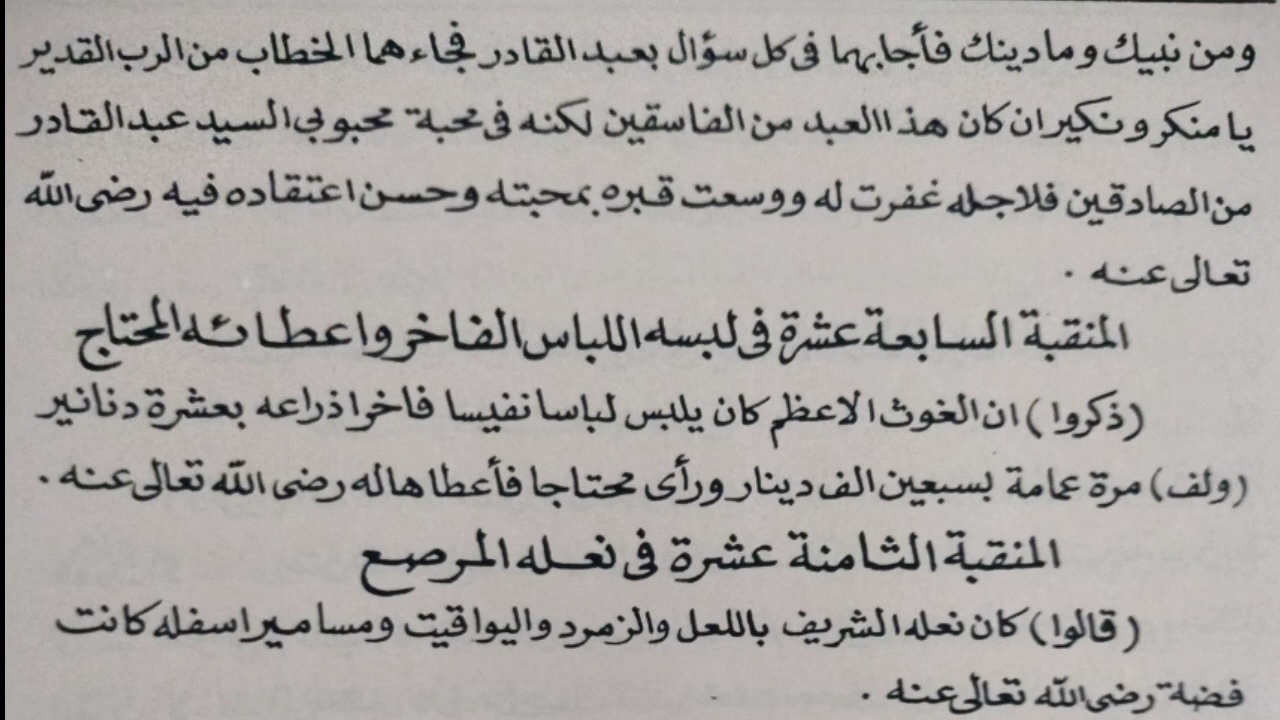 ومن نبيك وما دينك فأجابهما فى كل سؤال بعبد القادر فجاءهما الخطاب من الرب القدير
يا منكر ونكير ان كان هذا العبد من الفاسقين لكنه فى محبة محبوبي السيد عبد القادر
من الصادقين فلاجله غفرت له ووسعت قبره بمحبته وحسن اعتقاده فيه رضى الله
تعالى عنه .
المنقبة السابعة عشرة فى لبسه اللباس الفاخر واعطائه المحتاج
(ذكروا) ان الغوث الاعظم كان يلبس لباسا نفيسا فاخرا ذراعه بعشرة دنانير
(ولف) مرة عمامة بسبعين الف دينار ورأى محتاجا فأعطاها له رضى الله تعالى عنه .
المنقبة الثامنة عشرة فى نعله المرصع
(قالوا) كان نعله الشريف باللعل والزمرد واليواقيت ومسامير اسفله كانت
فضة رضى الله تعالى عنه .